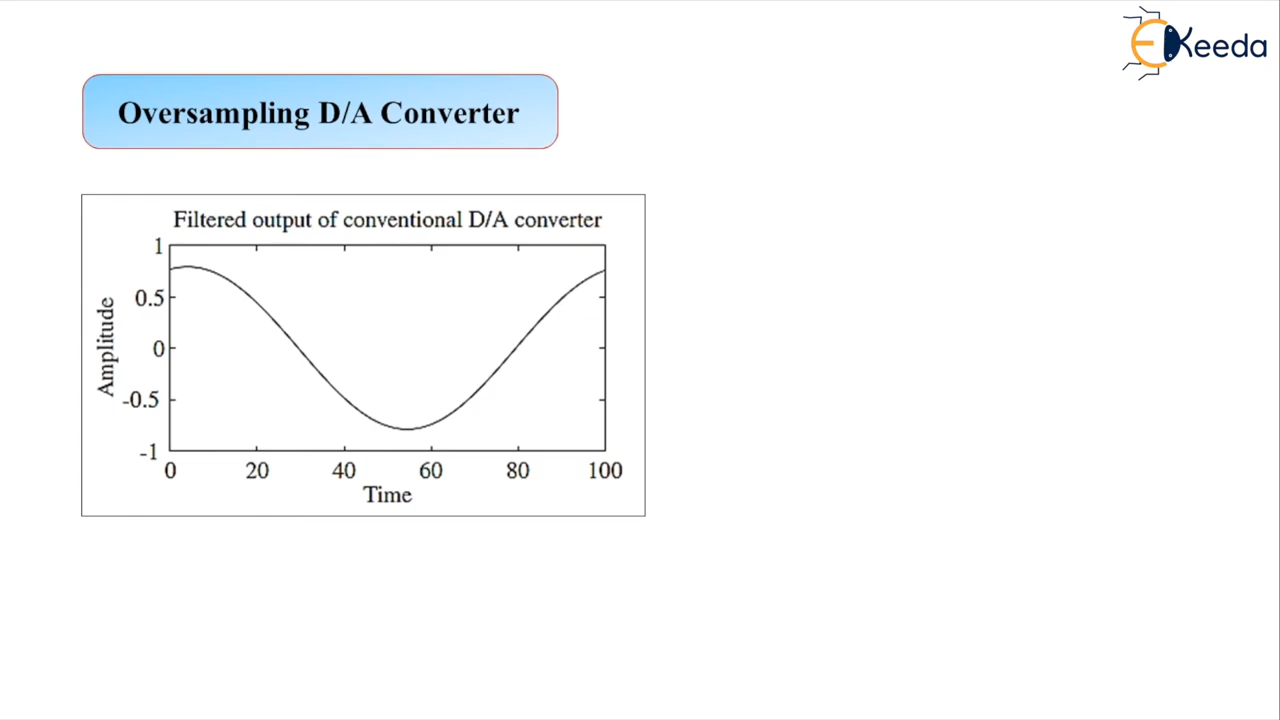 EKeeda
Oversampling D/A Converter
Filtered output of conventional D/A converter
1
0.5
0
-0.5
-1
Amplitude
0 20 40 60 80 100
Time